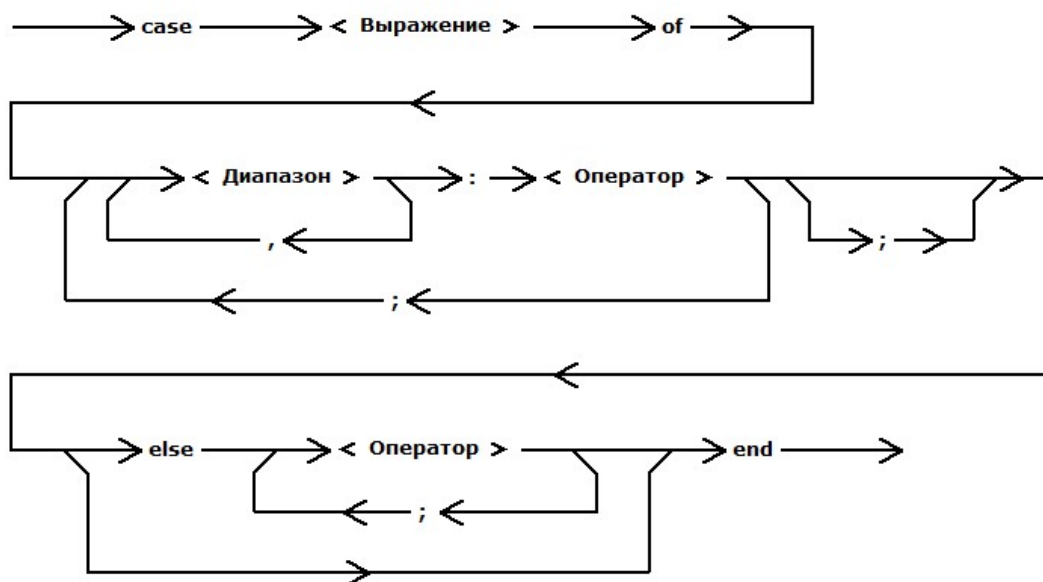 case < Выражение > of
< Диапазон > : < Оператор >
, ;
;
else < Оператор > end
;